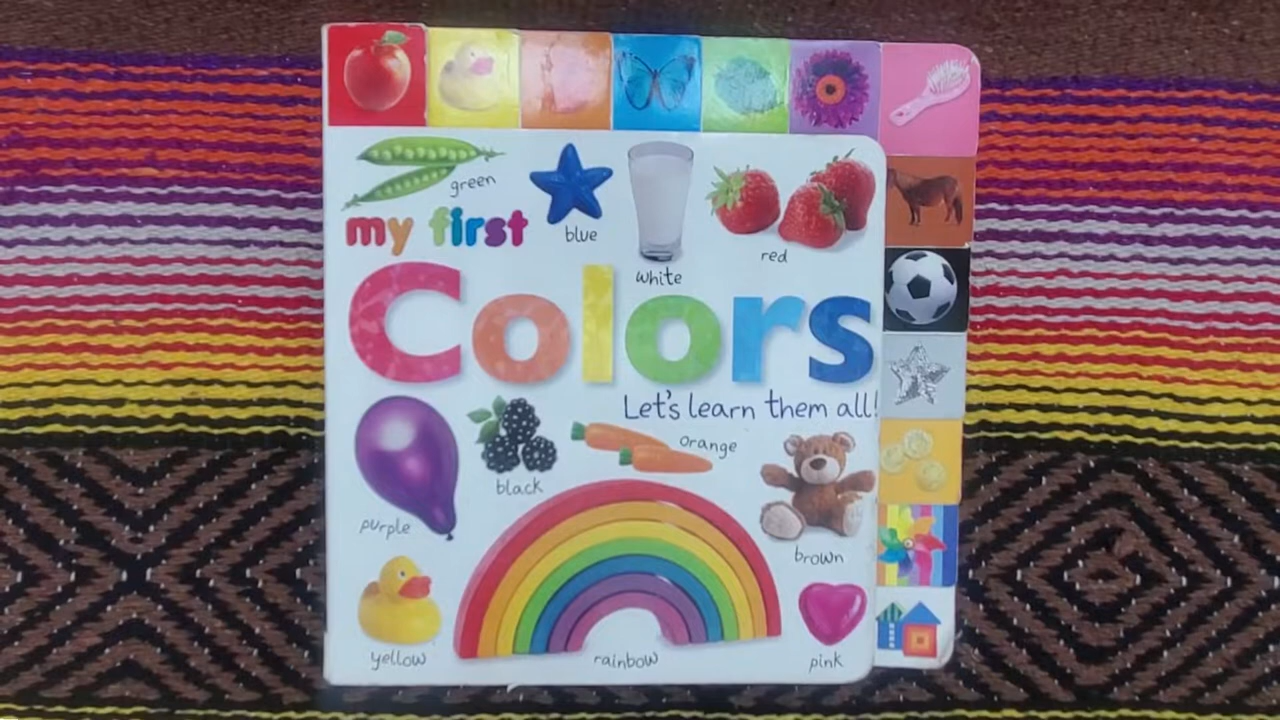 green
my first
blue
white
red
Colors
Let's learn them all!
orange
black
purple
brown
yellow
rainbow
pink